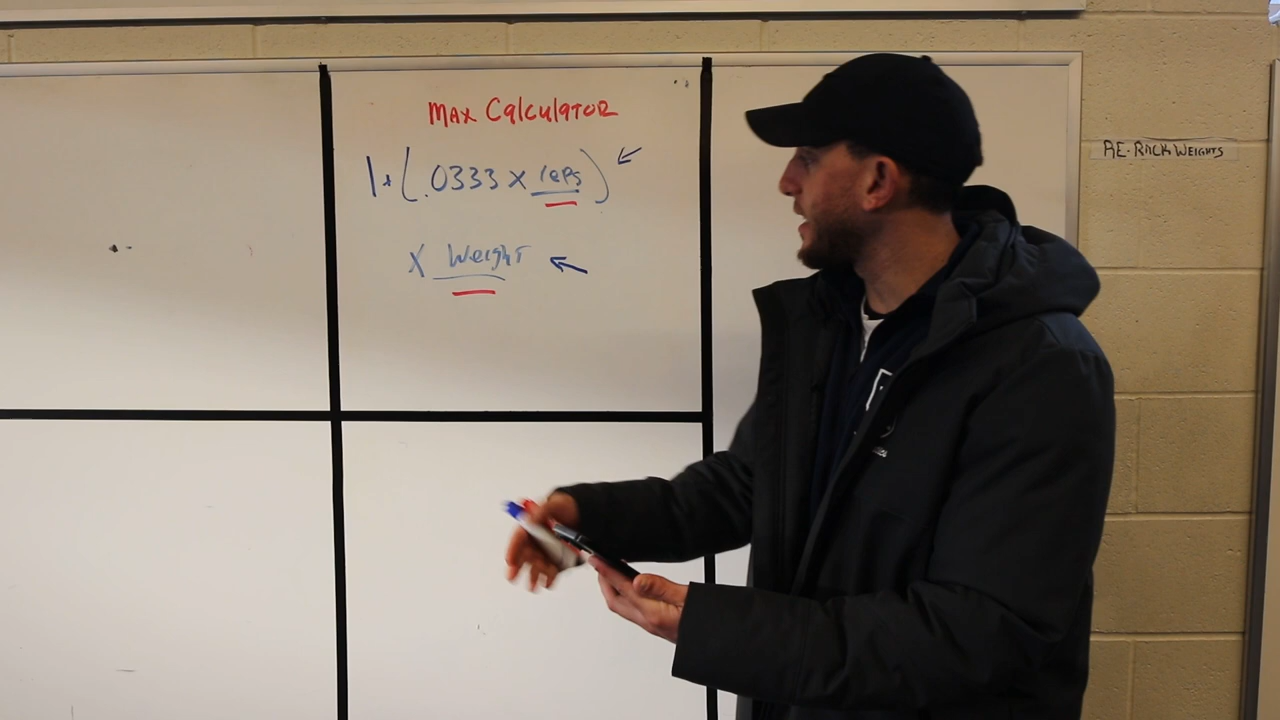 Max Calculator
1+(.0333 x reps)
x Weight
RE-RACK WEIGHTS